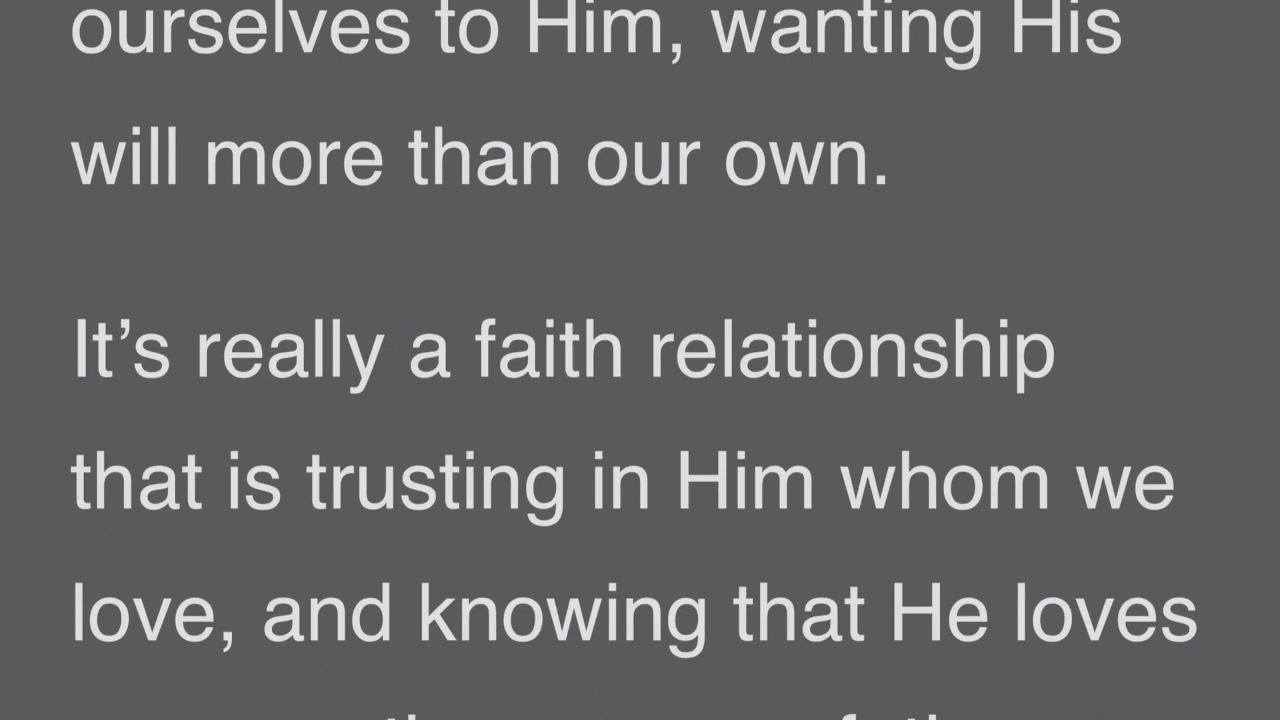 ourselves to Him, wanting His
will more than our own.
It’s really a faith relationship
that is trusting in Him whom we
love, and knowing that He loves